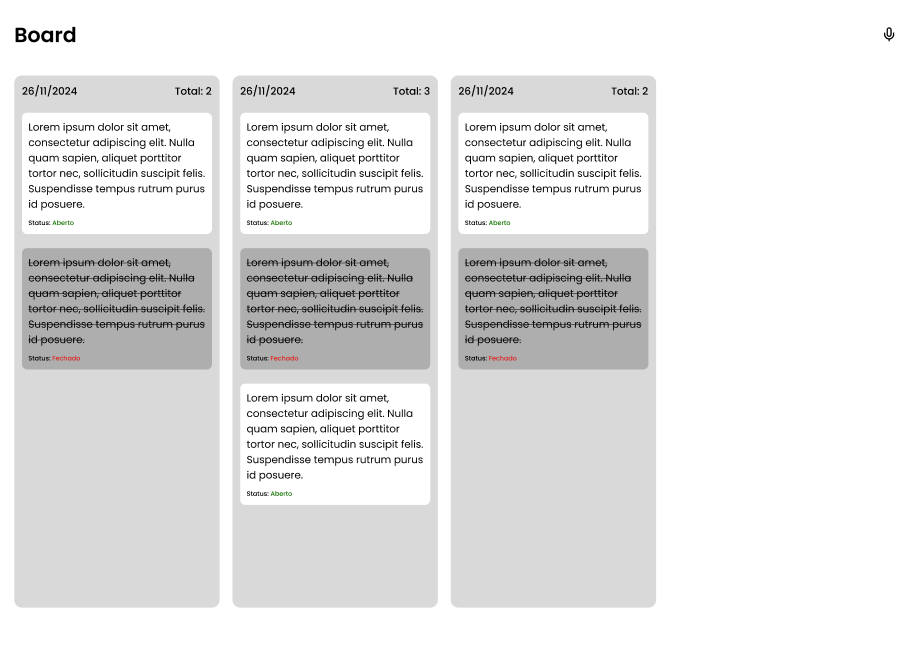 Board
26/11/2024 Total: 2
Lorem ipsum dolor sit amet,
consectetur adipiscing elit. Nulla
quam sapien, aliquet porttitor
tortor nec, sollicitudin suscipit felis.
Suspendisse tempus rutrum purus
id posuere.
Status: Aberto
Lorem ipsum dolor sit amet,
consectetur adipiscing elit. Nulla
quam sapien, aliquet porttitor
tortor nec, sollicitudin suscipit felis.
Suspendisse tempus rutrum purus
id posuere.
Status: Fechado
26/11/2024 Total: 3
Lorem ipsum dolor sit amet,
consectetur adipiscing elit. Nulla
quam sapien, aliquet porttitor
tortor nec, sollicitudin suscipit felis.
Suspendisse tempus rutrum purus
id posuere.
Status: Aberto
Lorem ipsum dolor sit amet,
consectetur adipiscing elit. Nulla
quam sapien, aliquet porttitor
tortor nec, sollicitudin suscipit felis.
Suspendisse tempus rutrum purus
id posuere.
Status: Fechado
Lorem ipsum dolor sit amet,
consectetur adipiscing elit. Nulla
quam sapien, aliquet porttitor
tortor nec, sollicitudin suscipit felis.
Suspendisse tempus rutrum purus
id posuere.
Status: Aberto
26/11/2024 Total: 2
Lorem ipsum dolor sit amet,
consectetur adipiscing elit. Nulla
quam sapien, aliquet porttitor
tortor nec, sollicitudin suscipit felis.
Suspendisse tempus rutrum purus
id posuere.
Status: Aberto
Lorem ipsum dolor sit amet,
consectetur adipiscing elit. Nulla
quam sapien, aliquet porttitor
tortor nec, sollicitudin suscipit felis.
Suspendisse tempus rutrum purus
id posuere.
Status: Fechado